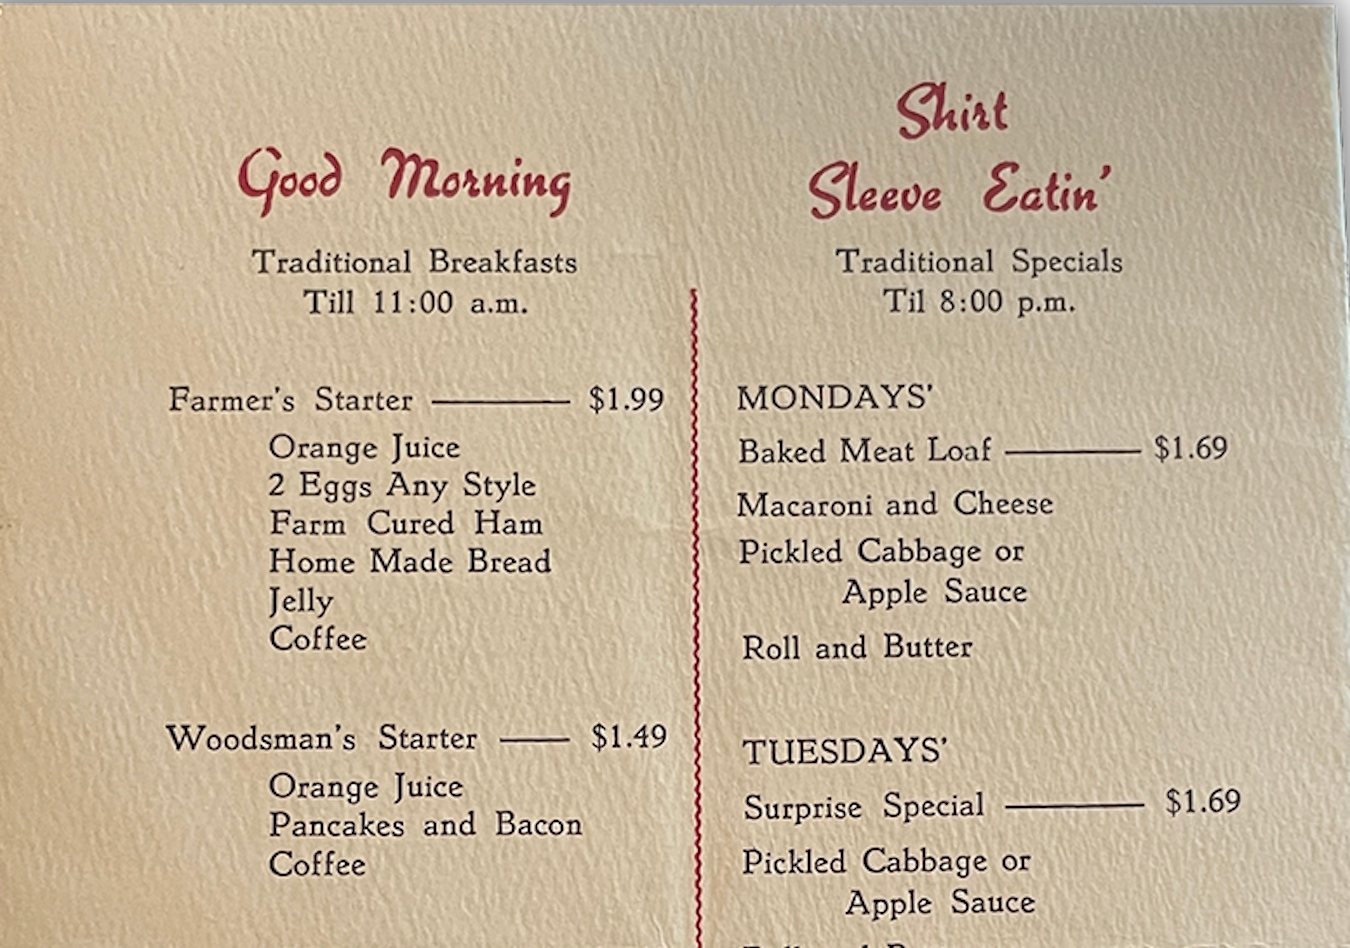 Good Morning
Traditional Breakfasts
Till 11:00 a.m.
Farmer's Starter $1.99
Orange Juice
2 Eggs Any Style
Farm Cured Ham
Home Made Bread
Jelly
Coffee
Woodsman's Starter $1.49
Orange Juice
Pancakes and Bacon
Coffee
Shirt
Sleeve Eatin'
Traditional Specials
Til 8:00 p.m.
MONDAYS'
Baked Meat Loaf $1.69
Macaroni and Cheese
Pickled Cabbage or
Apple Sauce
Roll and Butter
TUESDAYS'
Surprise Special $1.69
Pickled Cabbage or
Apple Sauce